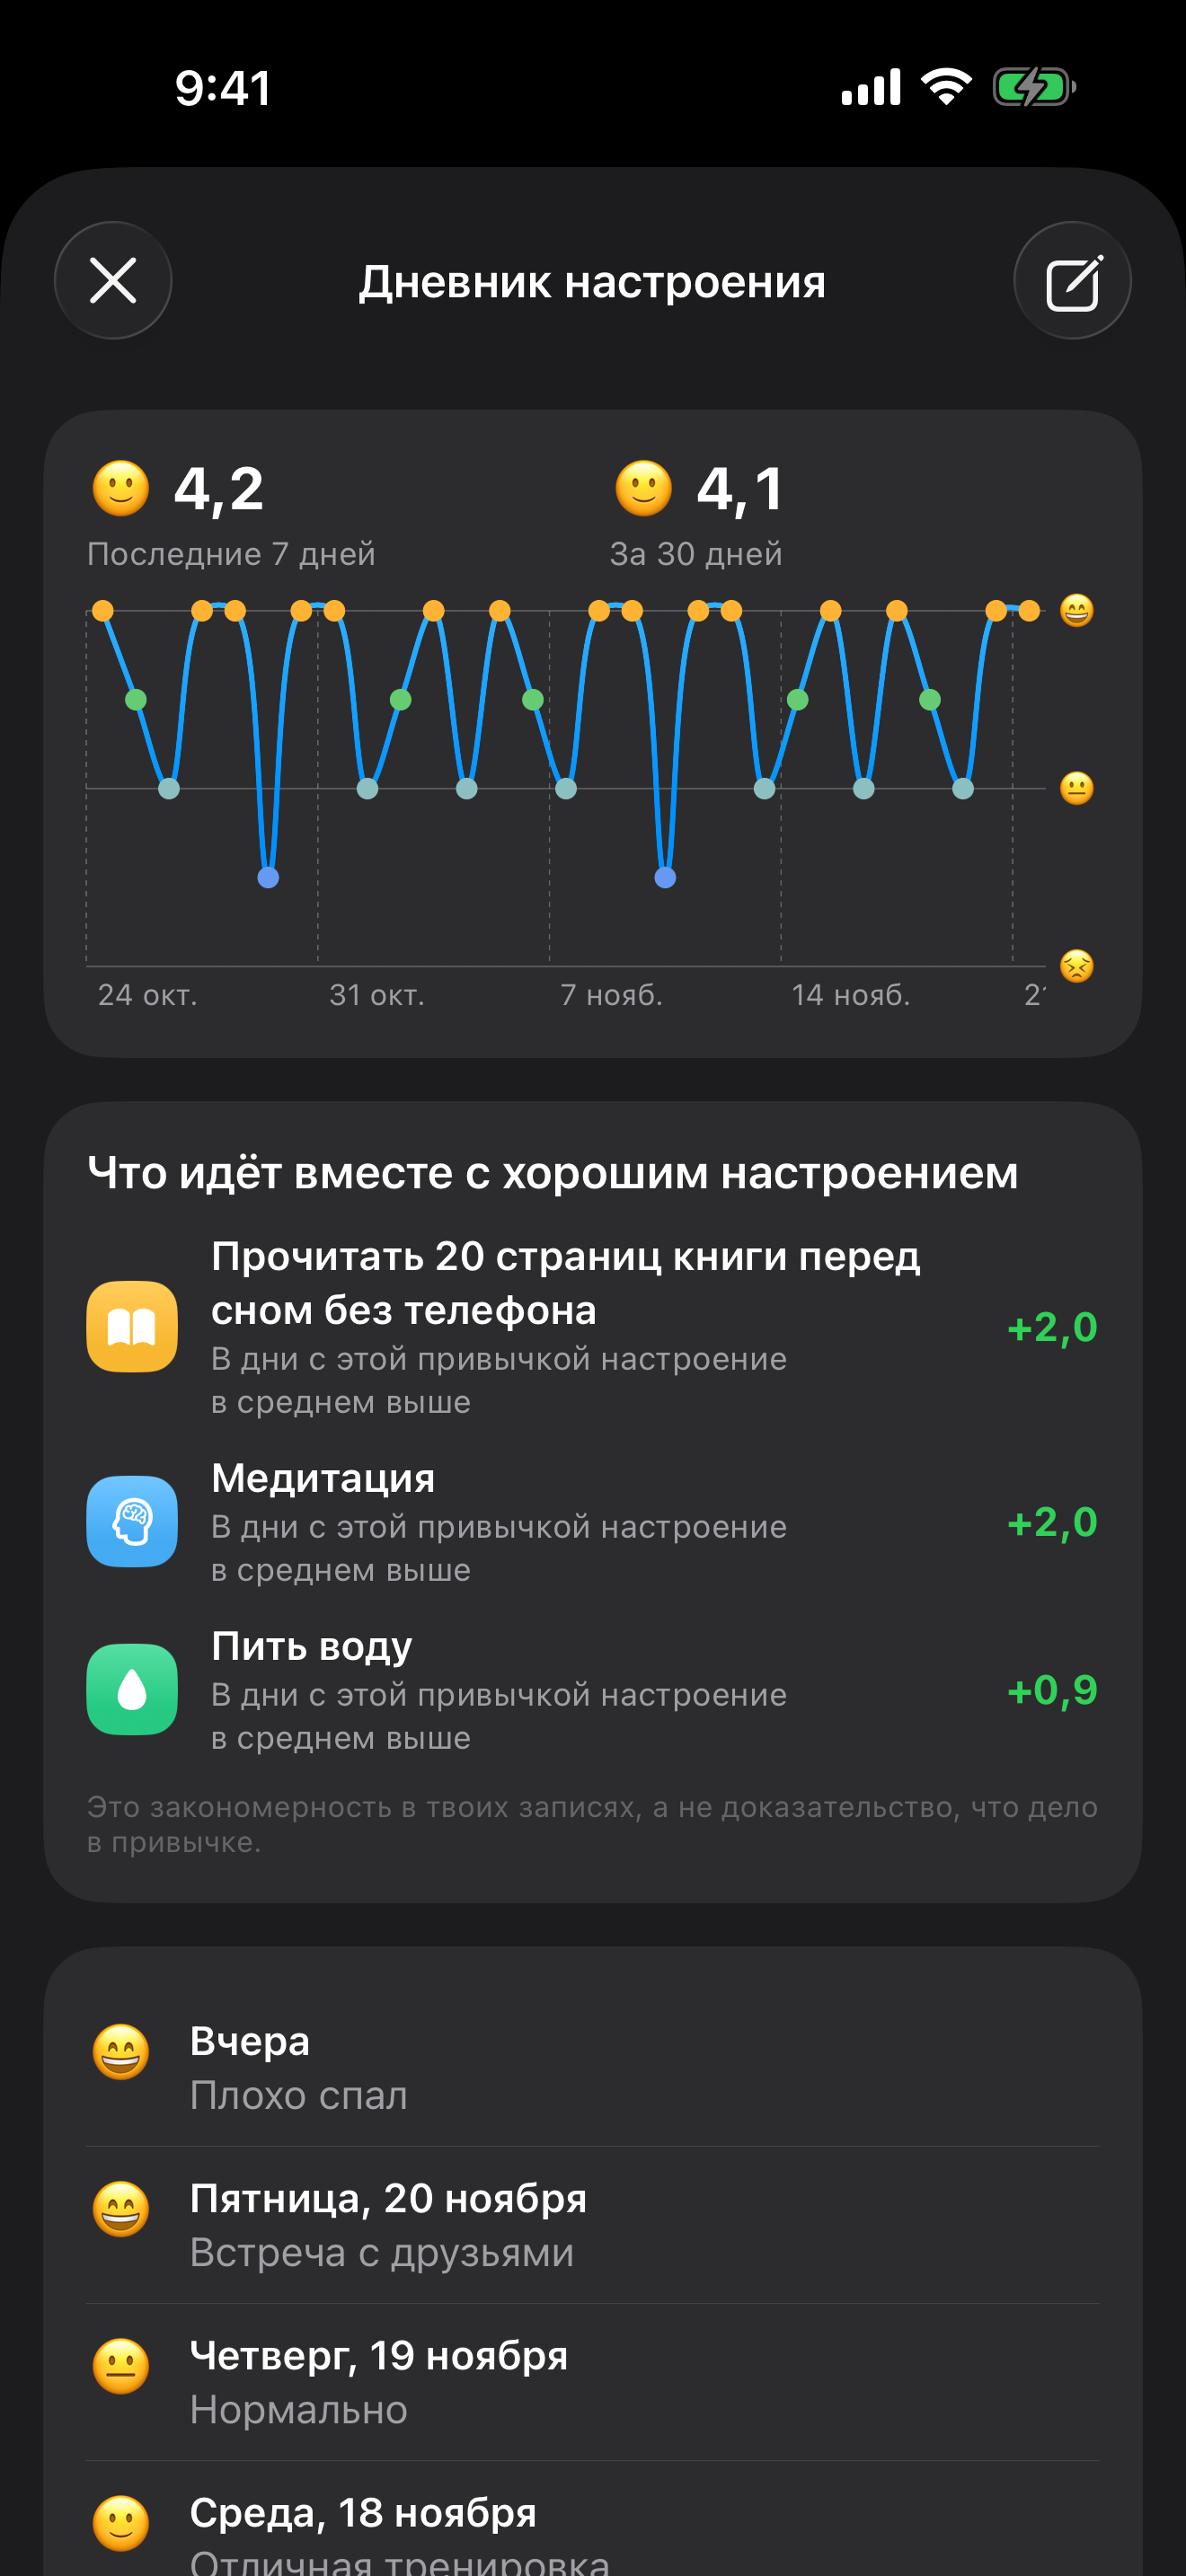 9:41
Дневник настроения
4,2
4,1
Последние 7 дней
За 30 дней
24 окт.
31 окт.
7 нояб.
14 нояб.
Что идёт вместе с хорошим настроением
Прочитать 20 страниц книги перед
сном без телефона
В дни с этой привычкой настроение
в среднем выше
+2,0
Медитация
В дни с этой привычкой настроение
в среднем выше
+2,0
Пить воду
В дни с этой привычкой настроение
в среднем выше
+0,9
Это закономерность в твоих записях, а не доказательство, что дело
в привычке.
Вчера
Плохо спал
Пятница, 20 ноября
Встреча с друзьями
Четверг, 19 ноября
Нормально
Среда, 18 ноября
Отличная тренировка